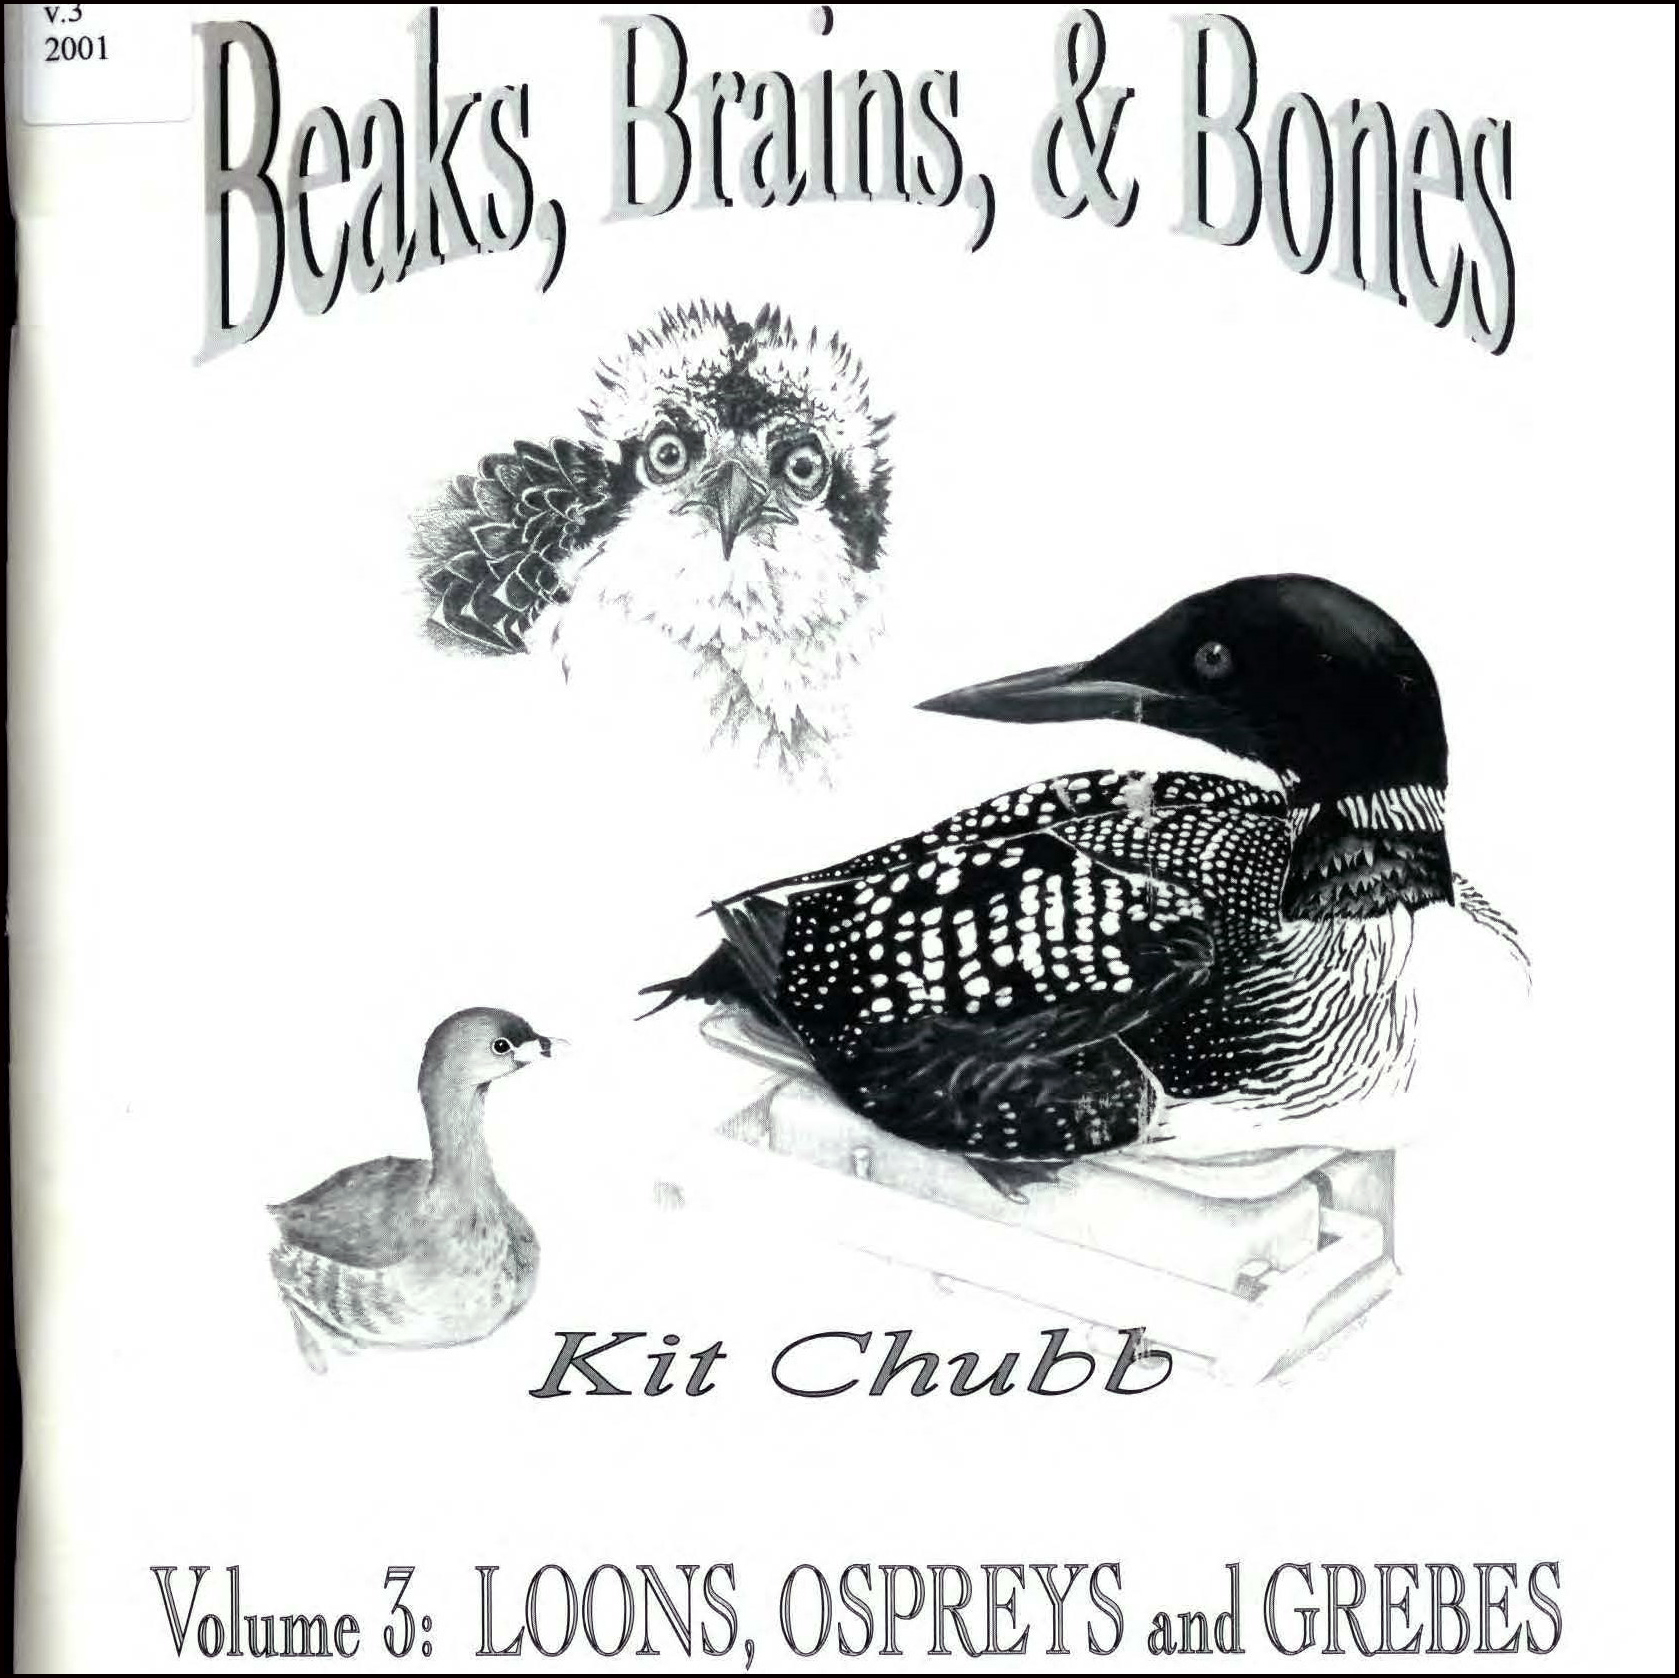 v.3
2001
Beaks, Brains, & Bones
Kit Chubb
Volume 3: LOONS, OSPREYS and GREBES